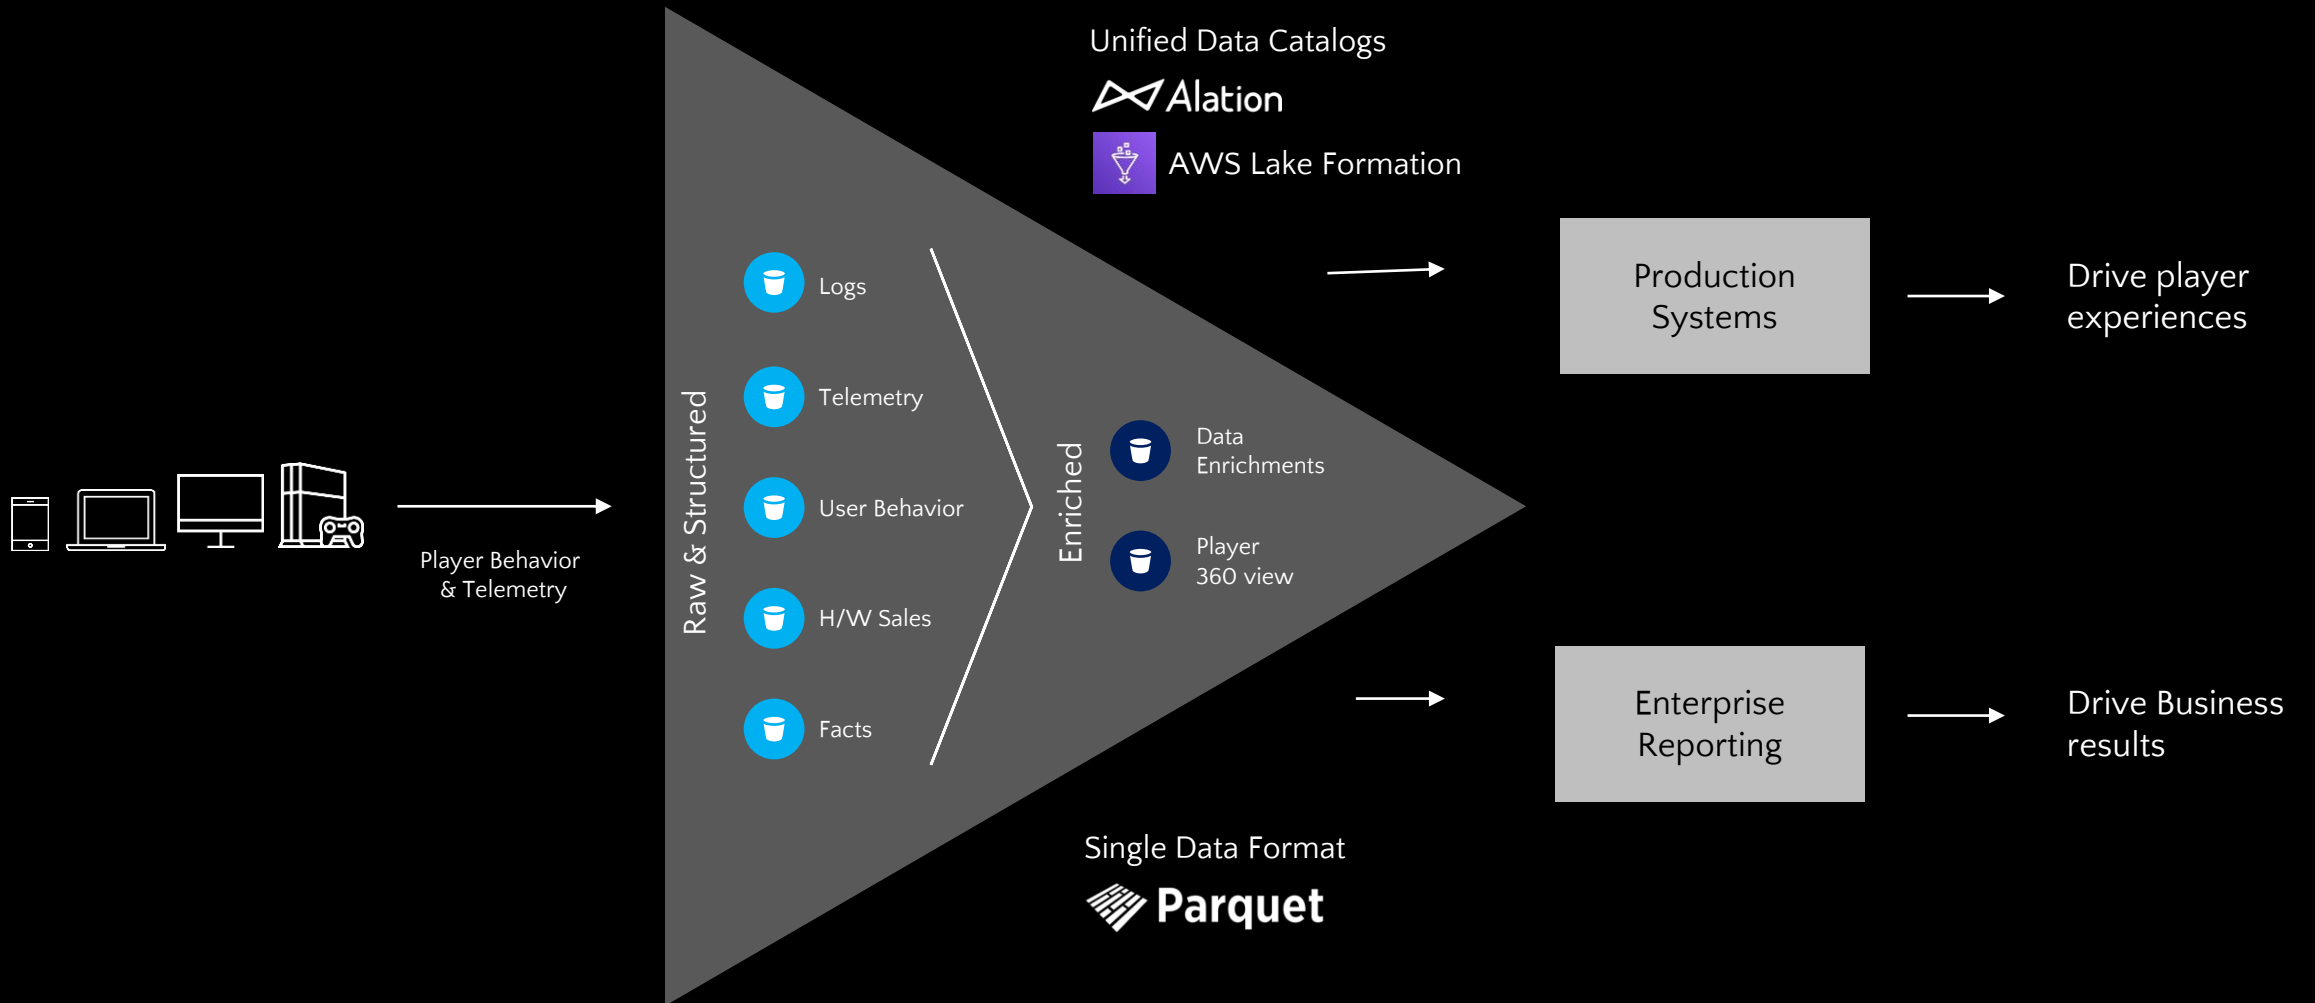 Unified Data Catalogs
Alation
AWS Lake Formation
Player Behavior
& Telemetry
Raw & Structured
Logs
Telemetry
User Behavior
H/W Sales
Facts
Enriched
Data
Enrichments
Player
360 view
Production
Systems
Drive player
experiences
Enterprise
Reporting
Drive Business
results
Single Data Format
Parquet